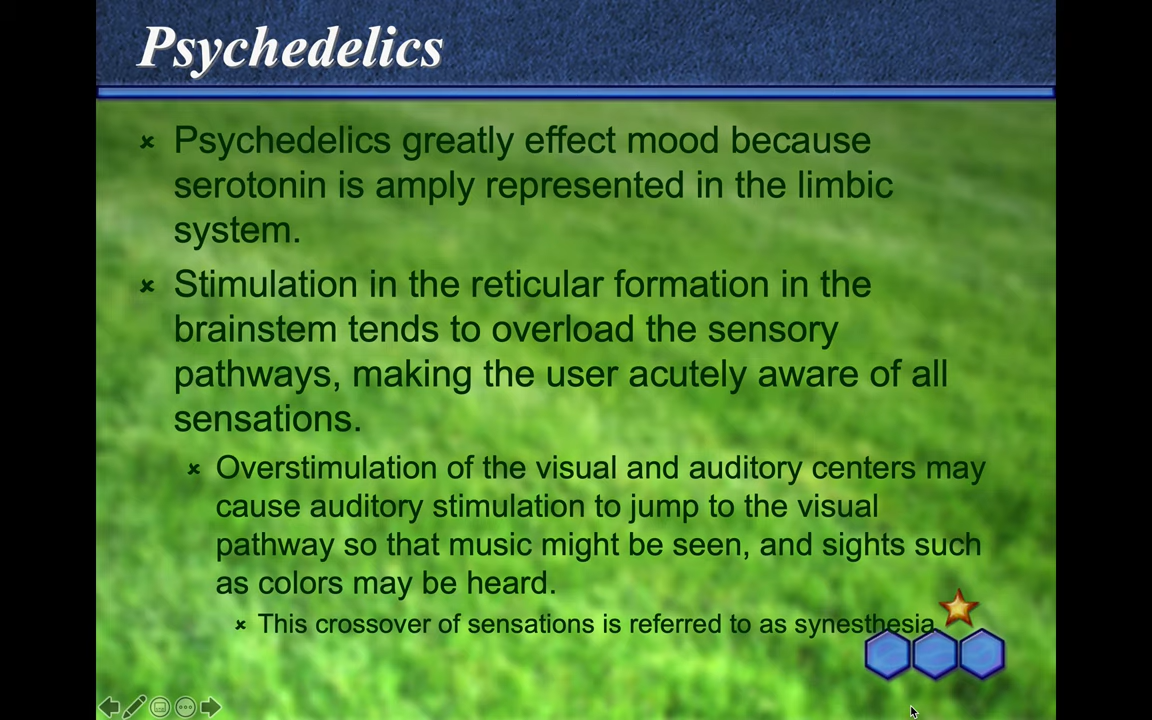 Psychedelics
Psychedelics greatly effect mood because
serotonin is amply represented in the limbic
system.
Stimulation in the reticular formation in the
brainstem tends to overload the sensory
pathways, making the user acutely aware of all
sensations.
Overstimulation of the visual and auditory centers may
cause auditory stimulation to jump to the visual
pathway so that music might be seen, and sights such
as colors may be heard.
This crossover of sensations is referred to as synesthesia.